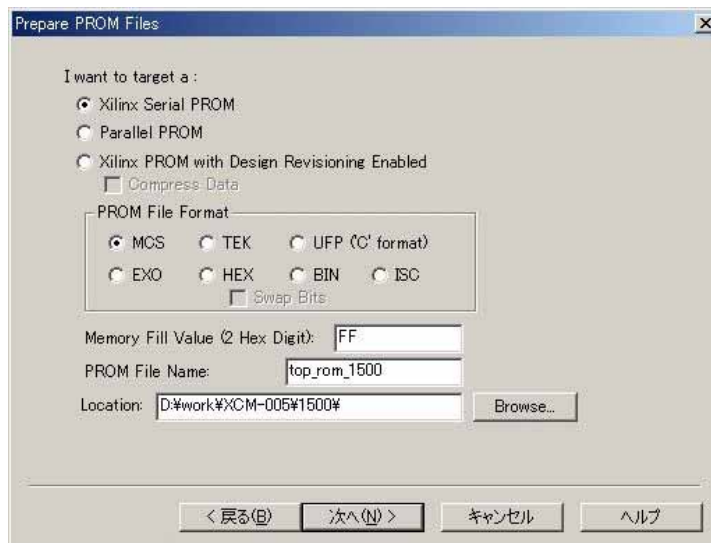 Prepare PROM Files
I want to target a :
Xilinx Serial PROM
Parallel PROM
Xilinx PROM with Design Revisioning Enabled
Compress Data
PROM File Format
MCS TEK UFP ('C' format)
EXO HEX BIN ISC
Swap Bits
Memory Fill Value (2 Hex Digit): FF
PROM File Name: top_rom_1500
Location: D:¥work¥XCM-005¥1500¥ Browse...
< 戻る(B) 次へ(N) > キャンセル ヘルプ